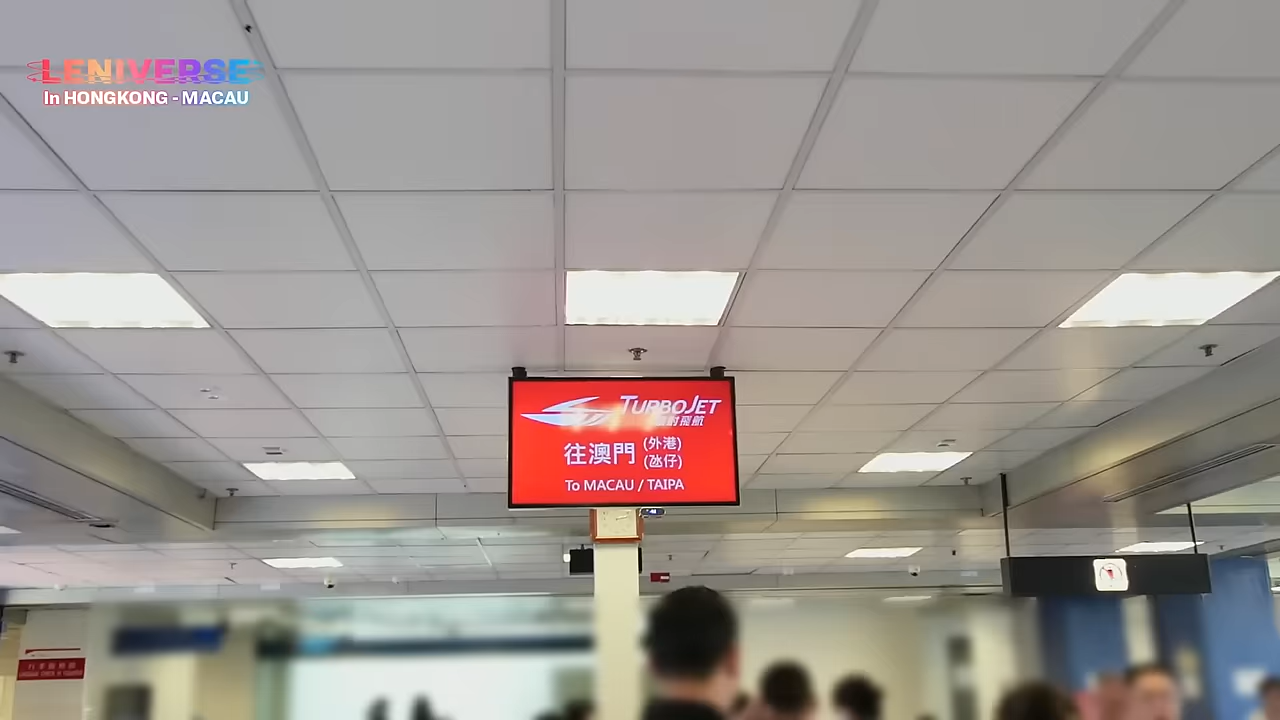 LENIVERSE
In HONGKONG - MACAU
TURBOJET
噴射飛航
往澳門 (外港)
(氹仔)
To MACAU / TAIPA